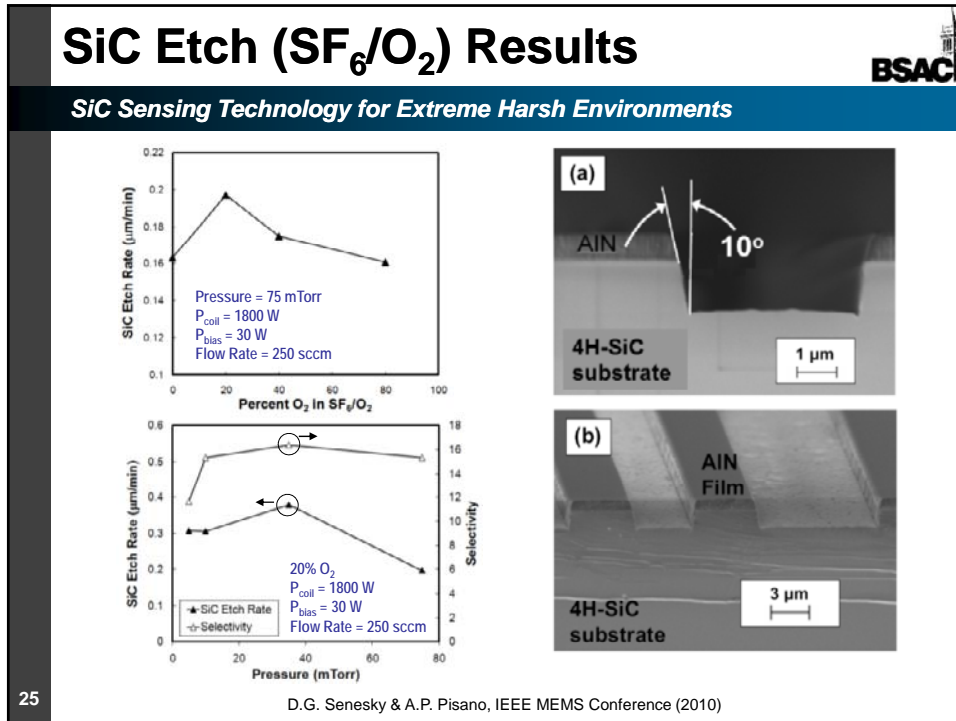 SiC Etch (SF6/O2) Results
BSAC
SiC Sensing Technology for Extreme Harsh Environments
0.22
0.2
0.18
0.16
0.14
0.12
0.1
SiC Etch Rate (μm/min)
Pressure = 75 mTorr
Pcoil = 1800 W
Pbias = 30 W
Flow Rate = 250 sccm
0 20 40 60 80 100
Percent O2 in SF6/O2
0.6
0.5
0.4
0.3
0.2
0.1
0
SiC Etch Rate (μm/min)
18
16
14
12
10
8
6
4
2
0
Selectivity
20% O2
Pcoil = 1800 W
Pbias = 30 W
Flow Rate = 250 sccm
SiC Etch Rate
Selectivity
0 20 40 60 80
Pressure (mTorr)
(a)
AlN
10°
4H-SiC
substrate
1 μm
(b)
AlN
Film
3 μm
4H-SiC
substrate
25
D.G. Senesky & A.P. Pisano, IEEE MEMS Conference (2010)